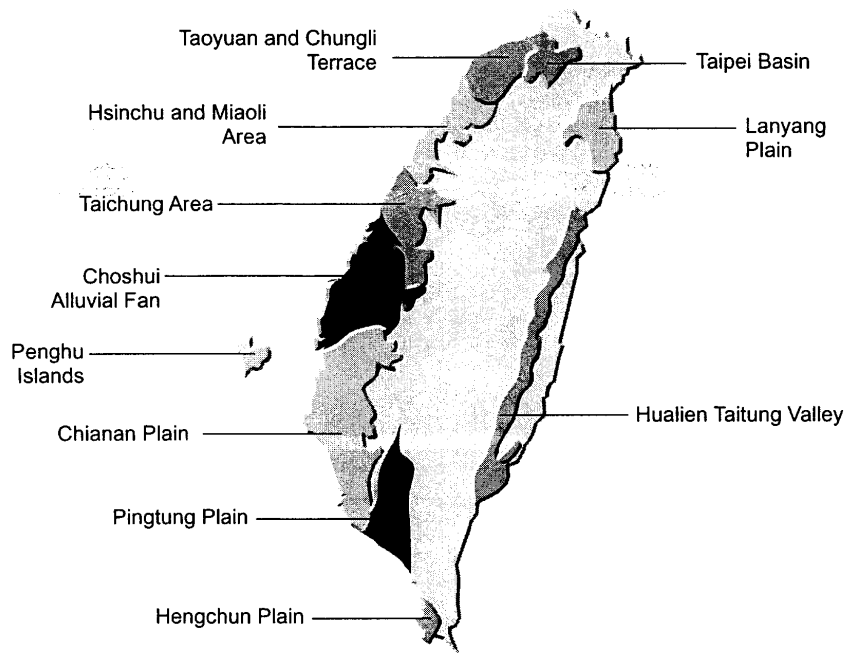 Taoyuan and Chungli
Terrace
Taipei Basin
Hsinchu and Miaoli
Area
Lanyang
Plain
Taichung Area
Choshui
Alluvial Fan
Penghu
Islands
Hualien Taitung Valley
Chianan Plain
Pingtung Plain
Hengchun Plain